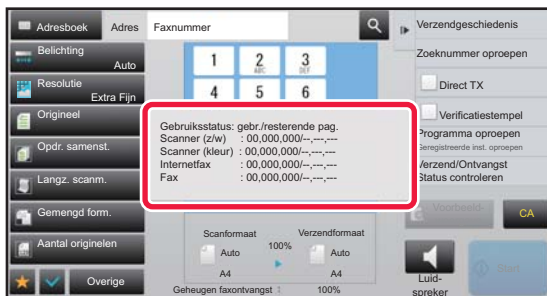 Adresboek
Adres
Faxnummer
Verzendgeschiedenis
Belichting
Auto
Resolutie
Extra Fijn
Origineel
Opdr. samenst.
Langz. scanm.
Gemengd form.
Aantal originelen
Overige
1
2
ABC
3
DEF
4
5
6
Gebruiksstatus: gebr./resterende pag.
Scanner (z/w) : 00,000,000/--,---,---
Scanner (kleur) : 00,000,000/--,---,---
Internetfax : 00,000,000/--,---,---
Fax : 00,000,000/--,---,---
Scanformaat
Verzendformaat
Auto
100%
Auto
A4
A4
Geheugen faxontvangst : 100%
Zoeknummer oproepen
Direct TX
Verificatiestempel
Programma oproepen
Geregistreerde inst. oproepen
Verzend/Ontvangst
Status controleren
Voorbeeld-
CA
Luid-
spreker
Start